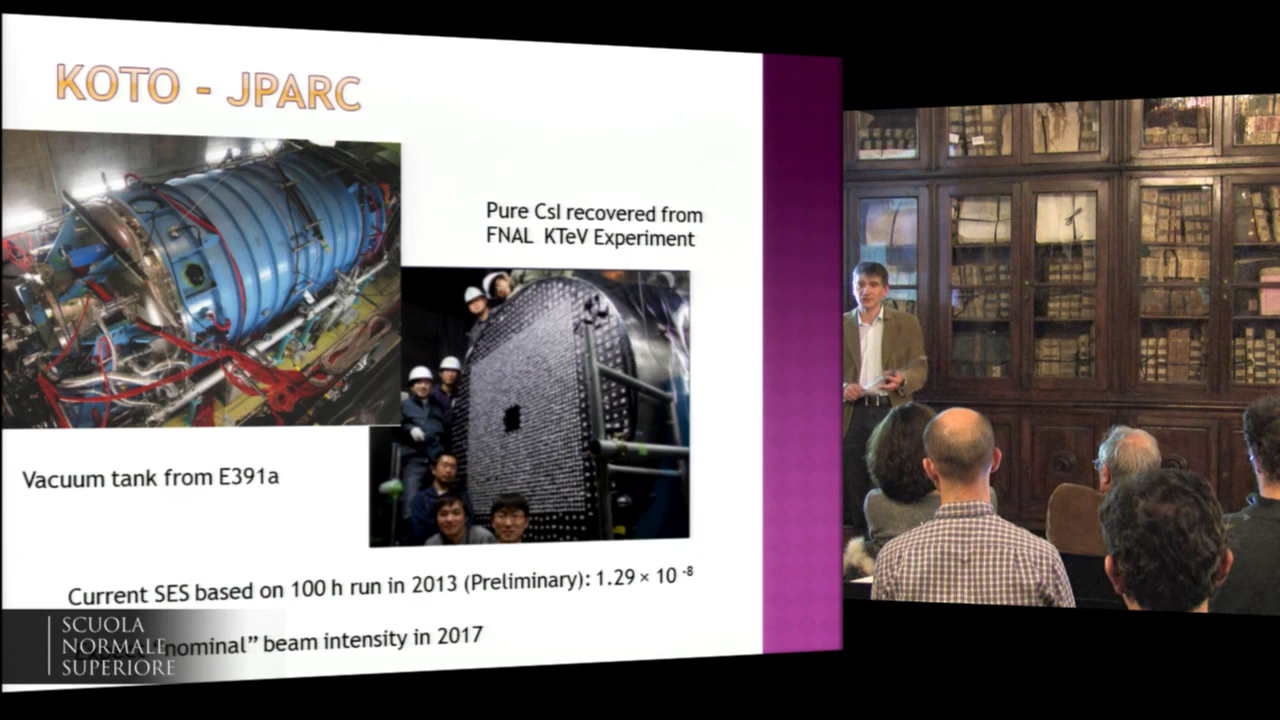 KOTO - JPARC
Pure CsI recovered from
FNAL KTeV Experiment
Vacuum tank from E391a
Current SES based on 100 h run in 2013 (Preliminary): 1.29 × 10 -8
"nominal" beam intensity in 2017
SCUOLA
NORMALE
SUPERIORE